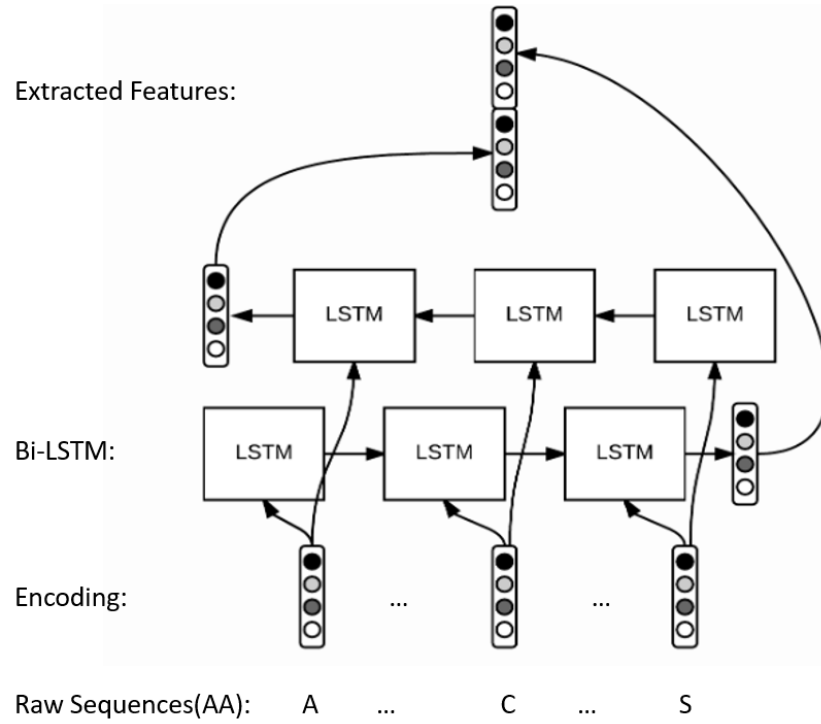 Extracted Features:
LSTM LSTM LSTM
Bi-LSTM: LSTM LSTM LSTM
Encoding: ... ...
Raw Sequences(AA): A ... C ... S